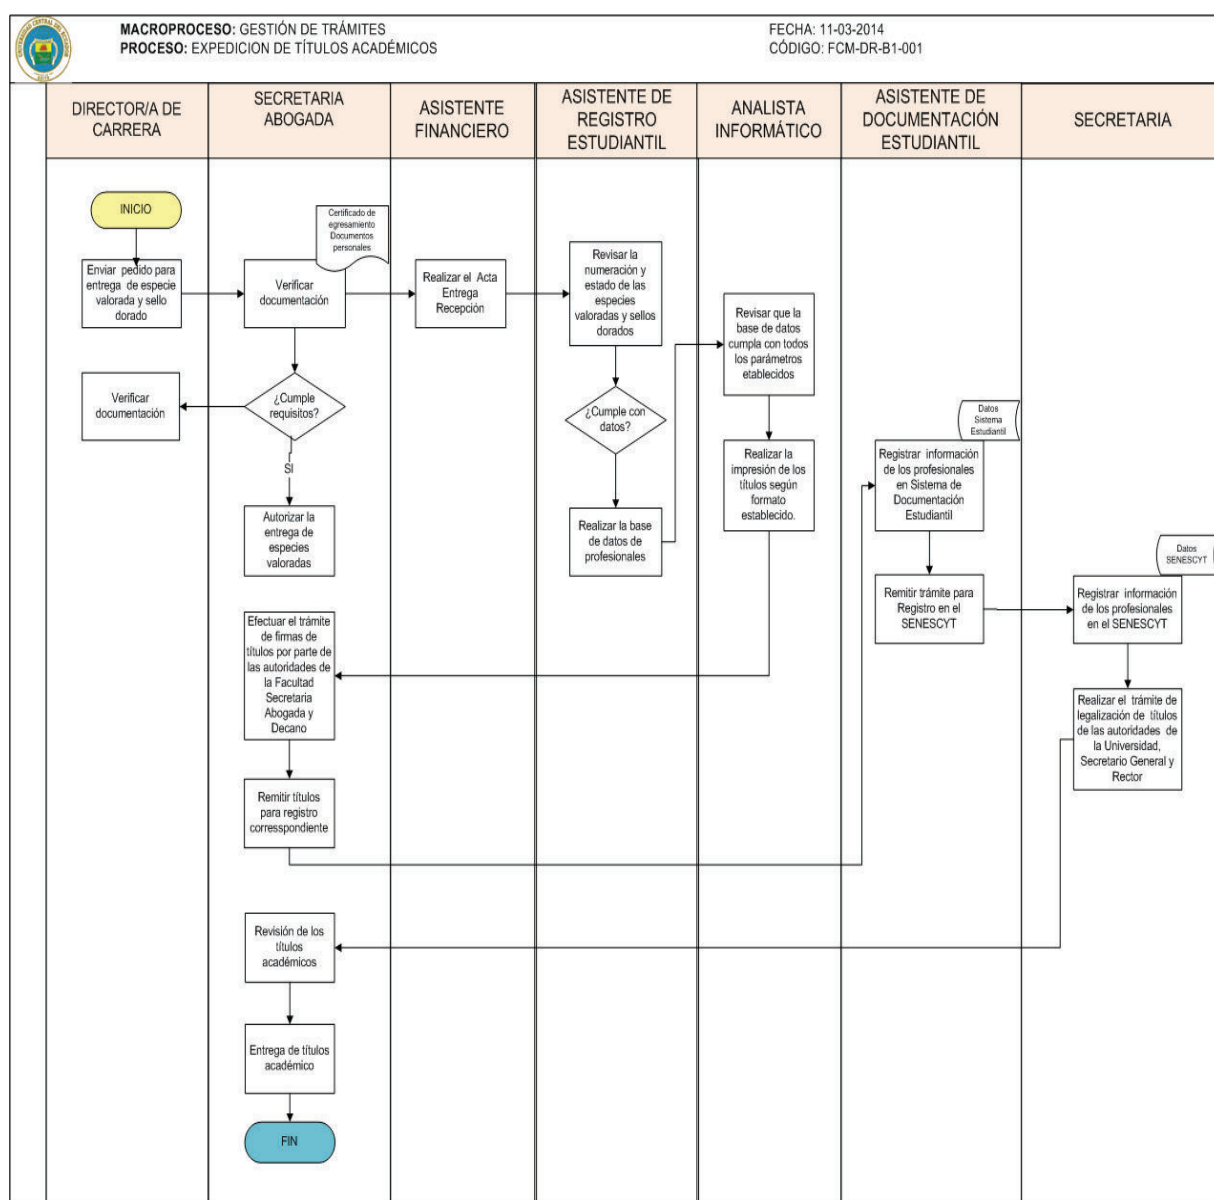 MACROPROCESO: GESTIÓN DE TRÁMITES
PROCESO: EXPEDICION DE TÍTULOS ACADÉMICOS
FECHA: 11-03-2014
CÓDIGO: FCM-DR-B1-001
DIRECTOR/A DE
CARRERA
SECRETARIA
ABOGADA
ASISTENTE
FINANCIERO
ASISTENTE DE
REGISTRO
ESTUDIANTIL
ANALISTA
INFORMÁTICO
ASISTENTE DE
DOCUMENTACIÓN
ESTUDIANTIL
SECRETARIA
INICIO
Certificado de
egresamiento
Documentos
personales
Enviar pedido para
entrega de especie
valorada y sello
dorado
Verificar
documentación
Realizar el Acta
Entrega
Recepción
Revisar la
numeración y
estado de las
especies
valoradas y sellos
dorados
Revisar que la
base de datos
cumpla con todos
los parámetros
etablecidos
Verificar
documentación
¿Cumple
requisitos?
¿Cumple con
datos?
Datos
Sistema
Estudiantil
SI
Realizar la
impresión de los
títulos según
formato
establecido.
Registrar información
de los profesionales
en Sistema de
Documentación
Estudiantil
Autorizar la
entrega de
especies
valoradas
Realizar la base
de datos de
profesionales
Datos
SENESCYT
Remitir trámite para
Registro en el
SENESCYT
Registrar información
de los profesionales
en el SENESCYT
Efectuar el trámite
de firmas de
títulos por parte de
las autoridades de
la Facultad
Secretaria
Abogada y
Decano
Realizar el trámite de
legalización de títulos
de las autoridades de
la Universidad,
Secretario General y
Rector
Remitir títulos
para registro
corresspondiente
Revisión de los
títulos
académicos
Entrega de títulos
académico
FIN